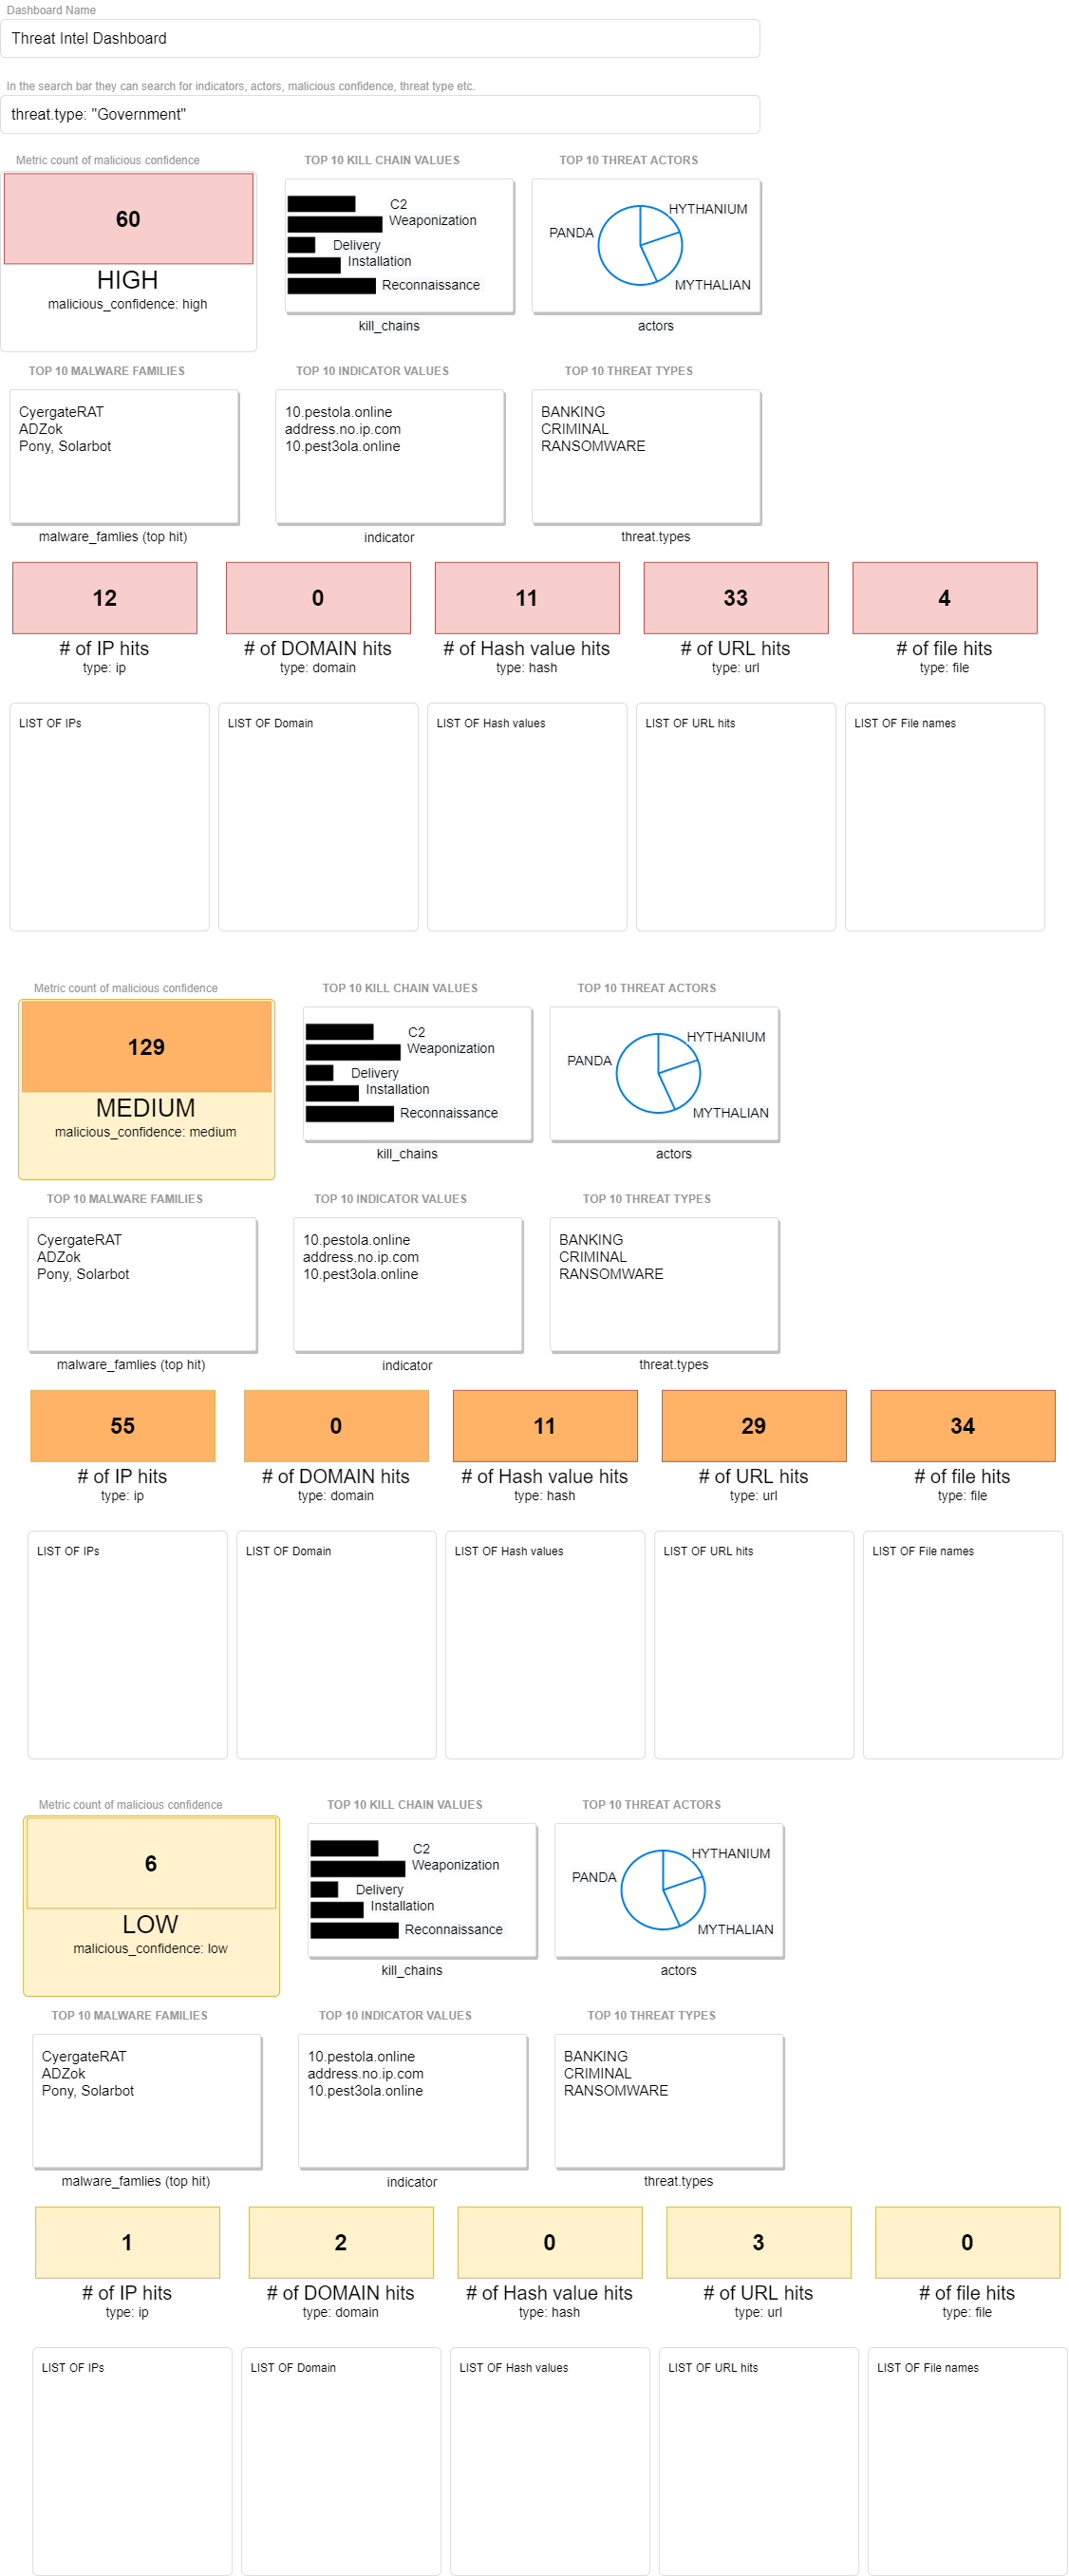 Dashboard Name
Threat Intel Dashboard
In the search bar they can search for indicators, actors, malicious confidence, threat type etc.
threat.type: "Government"
Metric count of malicious confidence
60
HIGH
malicious_confidence: high
TOP 10 KILL CHAIN VALUES
C2
Weaponization
Delivery
Installation
Reconnaissance
kill_chains
TOP 10 THREAT ACTORS
HYTHANIUM
PANDA
MYTHALIAN
actors
TOP 10 MALWARE FAMILIES
CyergateRAT
ADZok
Pony, Solarbot
malware_famlies (top hit)
TOP 10 INDICATOR VALUES
10.pestola.online
address.no.ip.com
10.pest3ola.online
indicator
TOP 10 THREAT TYPES
BANKING
CRIMINAL
RANSOMWARE
threat.types
12
# of IP hits
type: ip
0
# of DOMAIN hits
type: domain
11
# of Hash value hits
type: hash
33
# of URL hits
type: url
4
# of file hits
type: file
LIST OF IPs
LIST OF Domain
LIST OF Hash values
LIST OF URL hits
LIST OF File names
Metric count of malicious confidence
129
MEDIUM
malicious_confidence: medium
TOP 10 KILL CHAIN VALUES
C2
Weaponization
Delivery
Installation
Reconnaissance
kill_chains
TOP 10 THREAT ACTORS
HYTHANIUM
PANDA
MYTHALIAN
actors
TOP 10 MALWARE FAMILIES
CyergateRAT
ADZok
Pony, Solarbot
malware_famlies (top hit)
TOP 10 INDICATOR VALUES
10.pestola.online
address.no.ip.com
10.pest3ola.online
indicator
TOP 10 THREAT TYPES
BANKING
CRIMINAL
RANSOMWARE
threat.types
55
# of IP hits
type: ip
0
# of DOMAIN hits
type: domain
11
# of Hash value hits
type: hash
29
# of URL hits
type: url
34
# of file hits
type: file
LIST OF IPs
LIST OF Domain
LIST OF Hash values
LIST OF URL hits
LIST OF File names
Metric count of malicious confidence
6
LOW
malicious_confidence: low
TOP 10 KILL CHAIN VALUES
C2
Weaponization
Delivery
Installation
Reconnaissance
kill_chains
TOP 10 THREAT ACTORS
HYTHANIUM
PANDA
MYTHALIAN
actors
TOP 10 MALWARE FAMILIES
CyergateRAT
ADZok
Pony, Solarbot
malware_famlies (top hit)
TOP 10 INDICATOR VALUES
10.pestola.online
address.no.ip.com
10.pest3ola.online
indicator
TOP 10 THREAT TYPES
BANKING
CRIMINAL
RANSOMWARE
threat.types
1
# of IP hits
type: ip
2
# of DOMAIN hits
type: domain
0
# of Hash value hits
type: hash
3
# of URL hits
type: url
0
# of file hits
type: file
LIST OF IPs
LIST OF Domain
LIST OF Hash values
LIST OF URL hits
LIST OF File names